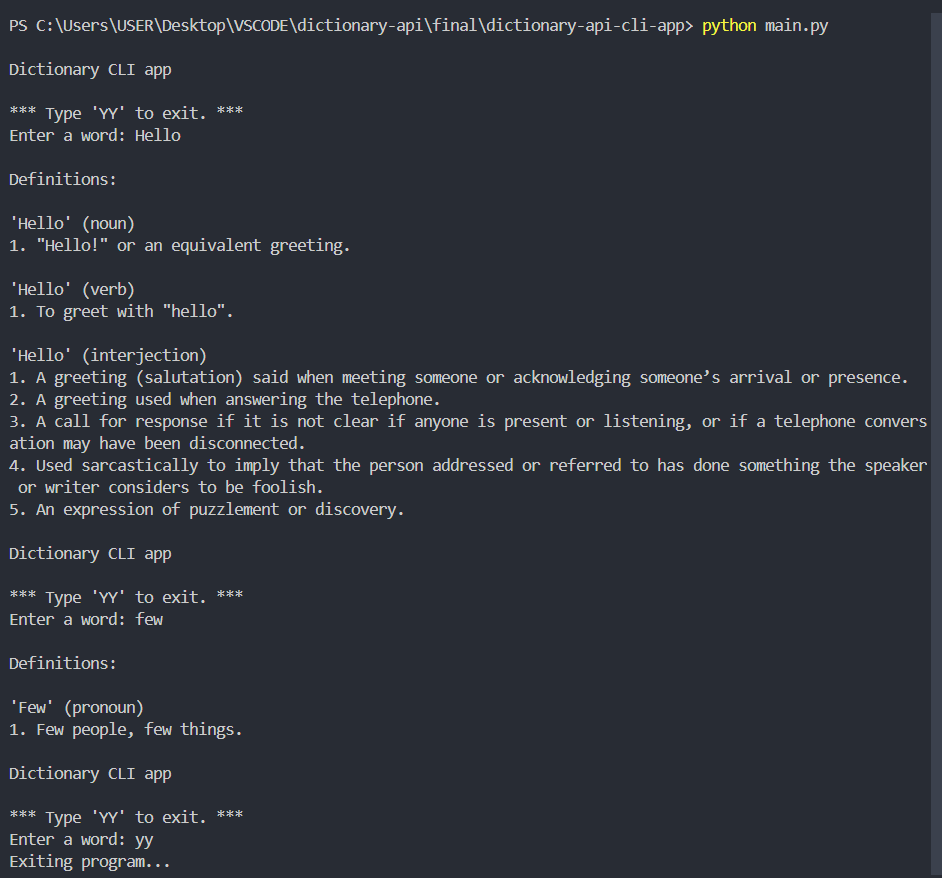 PS C:\Users\USER\Desktop\VSCODE\dictionary-api\final\dictionary-api-cli-app> python main.py
Dictionary CLI app
*** Type 'YY' to exit. ***
Enter a word: Hello
Definitions:
'Hello' (noun)
1. "Hello!" or an equivalent greeting.
'Hello' (verb)
1. To greet with "hello".
'Hello' (interjection)
1. A greeting (salutation) said when meeting someone or acknowledging someone’s arrival or presence.
2. A greeting used when answering the telephone.
3. A call for response if it is not clear if anyone is present or listening, or if a telephone convers
ation may have been disconnected.
4. Used sarcastically to imply that the person addressed or referred to has done something the speaker
 or writer considers to be foolish.
5. An expression of puzzlement or discovery.
Dictionary CLI app
*** Type 'YY' to exit. ***
Enter a word: few
Definitions:
'Few' (pronoun)
1. Few people, few things.
Dictionary CLI app
*** Type 'YY' to exit. ***
Enter a word: yy
Exiting program...